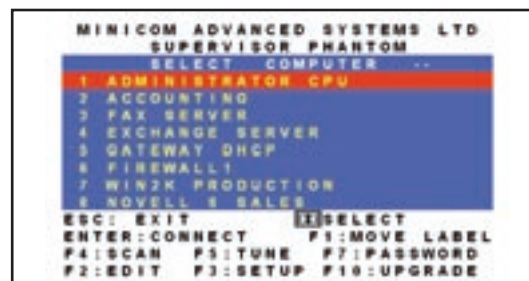 MINICOM ADVANCED SYSTEMS LTD
SUPERVISOR PHANTOM
SELECT COMPUTER --
1 ADMINISTRATOR CPU
2 ACCOUNTING
3 FAX SERVER
4 EXCHANGE SERVER
5 GATEWAY DHCP
6 FIREWALL1
7 WIN2K PRODUCTION
8 NOVELL 5 SALES
ESC: EXIT SELECT
ENTER:CONNECT F1:MOVE LABEL
F4:SCAN F5:TUNE F7:PASSWORD
F2:EDIT F3:SETUP F10:UPGRADE